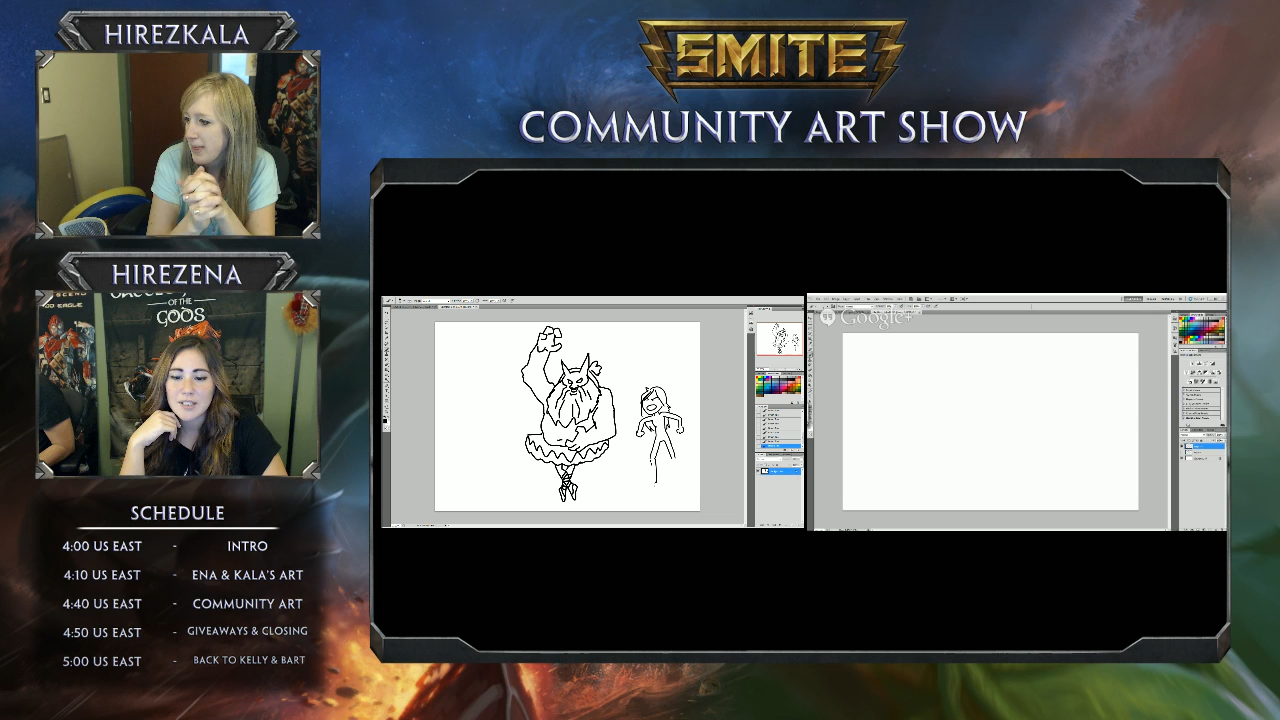 HIREZKALA
SMITE
COMMUNITY ART SHOW
HIREZENA
OF THE
GODS
Google+
SCHEDULE
4:00 US EAST - INTRO
4:10 US EAST - ENA & KALA'S ART
4:40 US EAST - COMMUNITY ART
4:50 US EAST - GIVEAWAYS & CLOSING
5:00 US EAST - BACK TO KELLY & BART